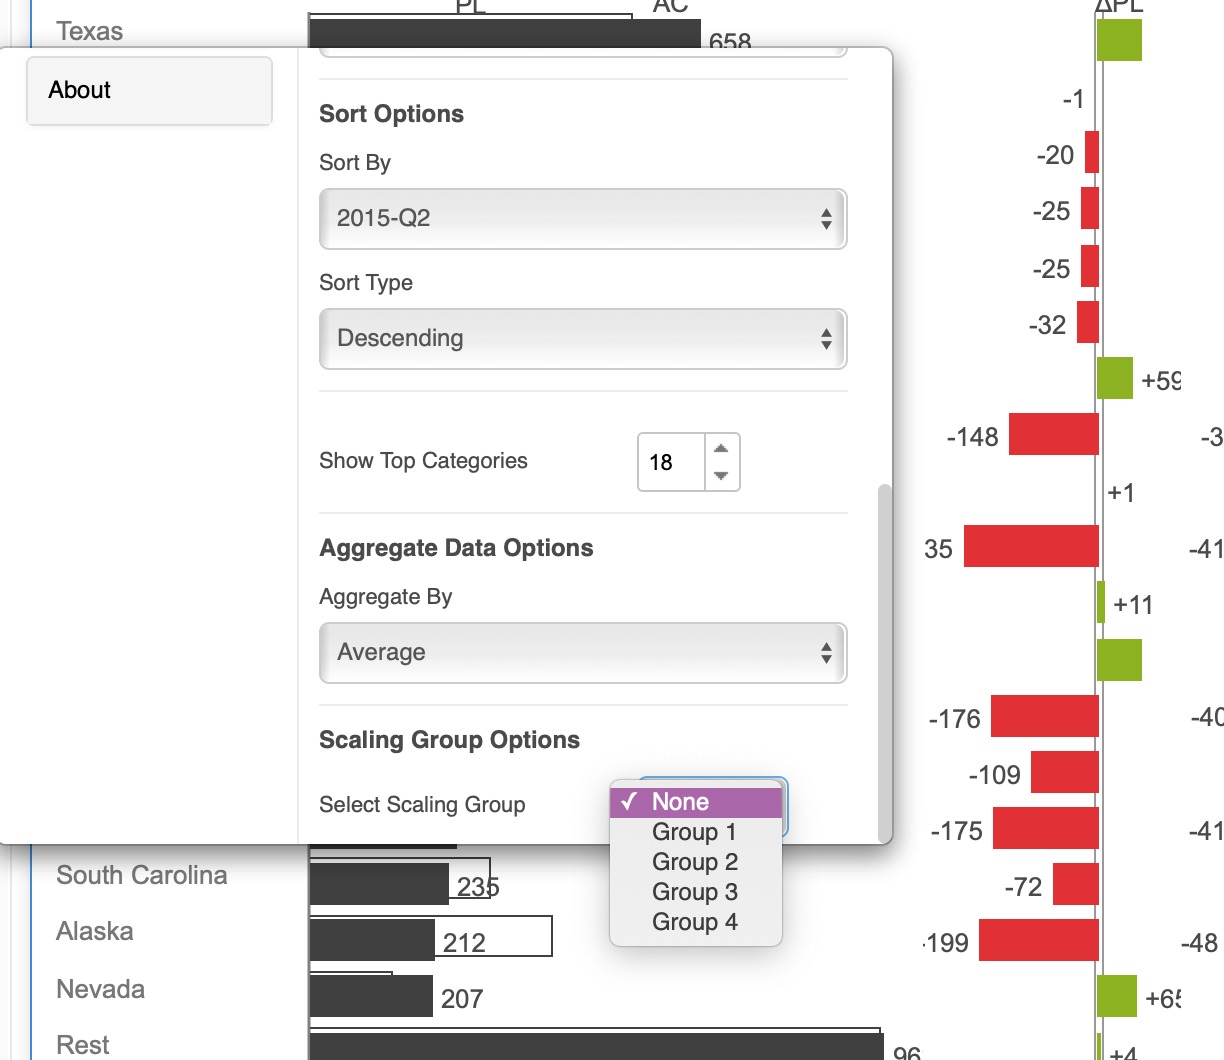 PL AC ΔPL
Texas
658
About
-1
Sort Options
-20
Sort By
2015-Q2
-25
Sort Type
-25
Descending
-32
+59
-148 -3
Show Top Categories 18
+1
Aggregate Data Options
35 -41
Aggregate By
+11
Average
-176 -40
Scaling Group Options
-109
Select Scaling Group
✓ None
Group 1
-175 -41
Group 2
Group 3
Group 4
South Carolina 235 -72
Alaska 212 -199 -48
Nevada 207 +65
Rest 96 +4